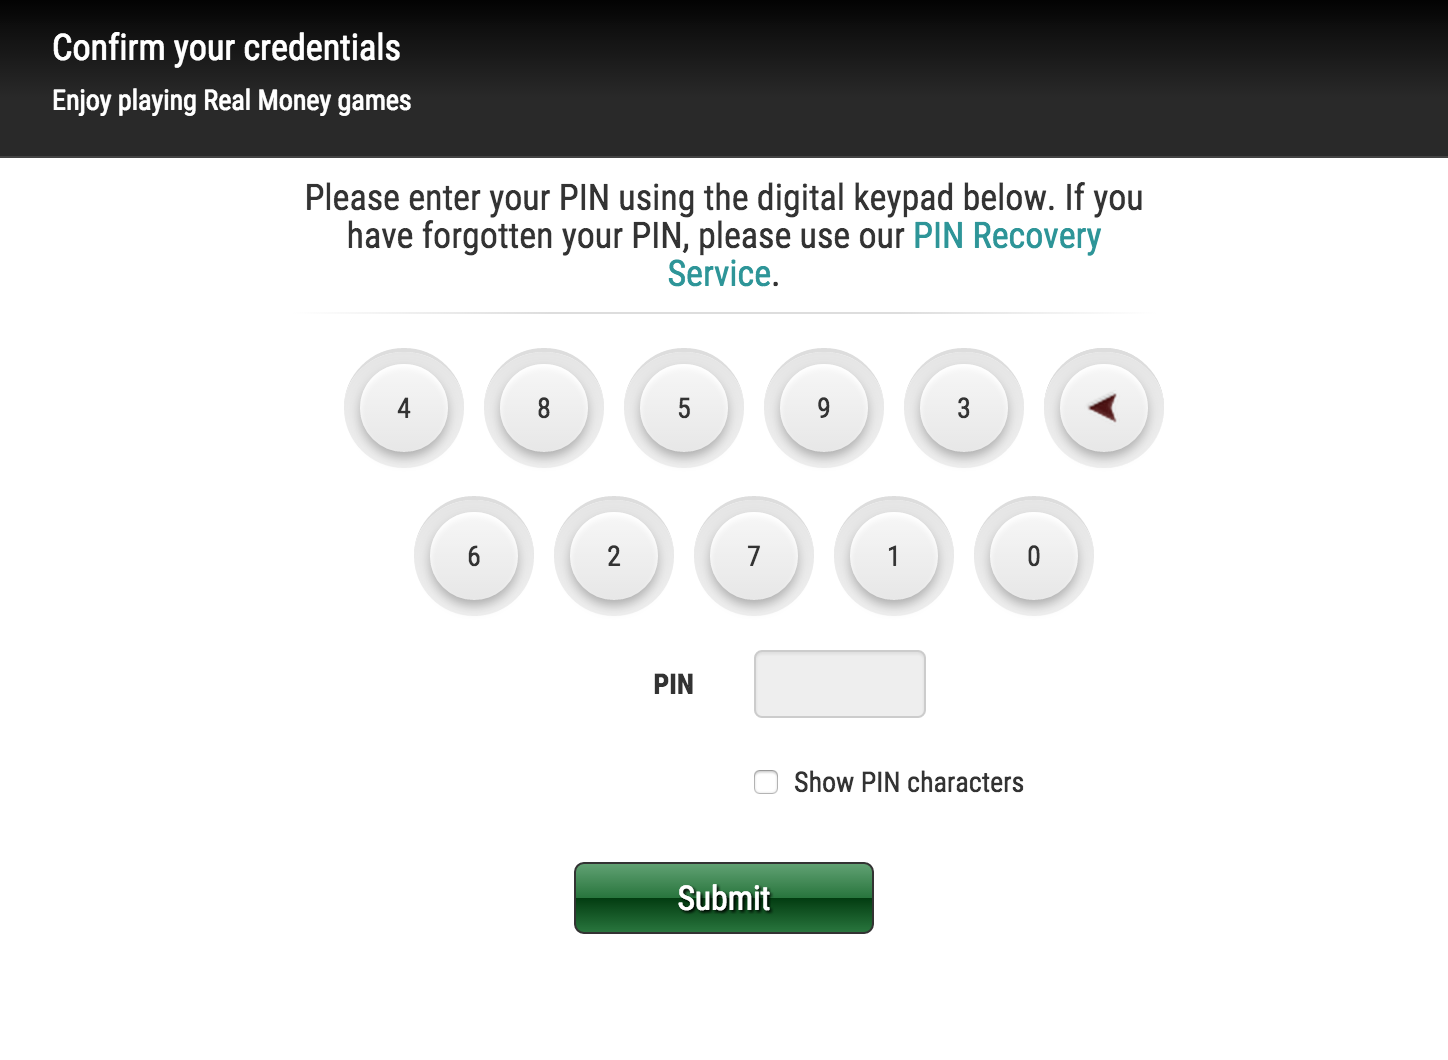 Confirm your credentials
Enjoy playing Real Money games
Please enter your PIN using the digital keypad below. If you
have forgotten your PIN, please use our PIN Recovery
Service.
4 8 5 9 3
6 2 7 1 0
PIN
Show PIN characters
Submit